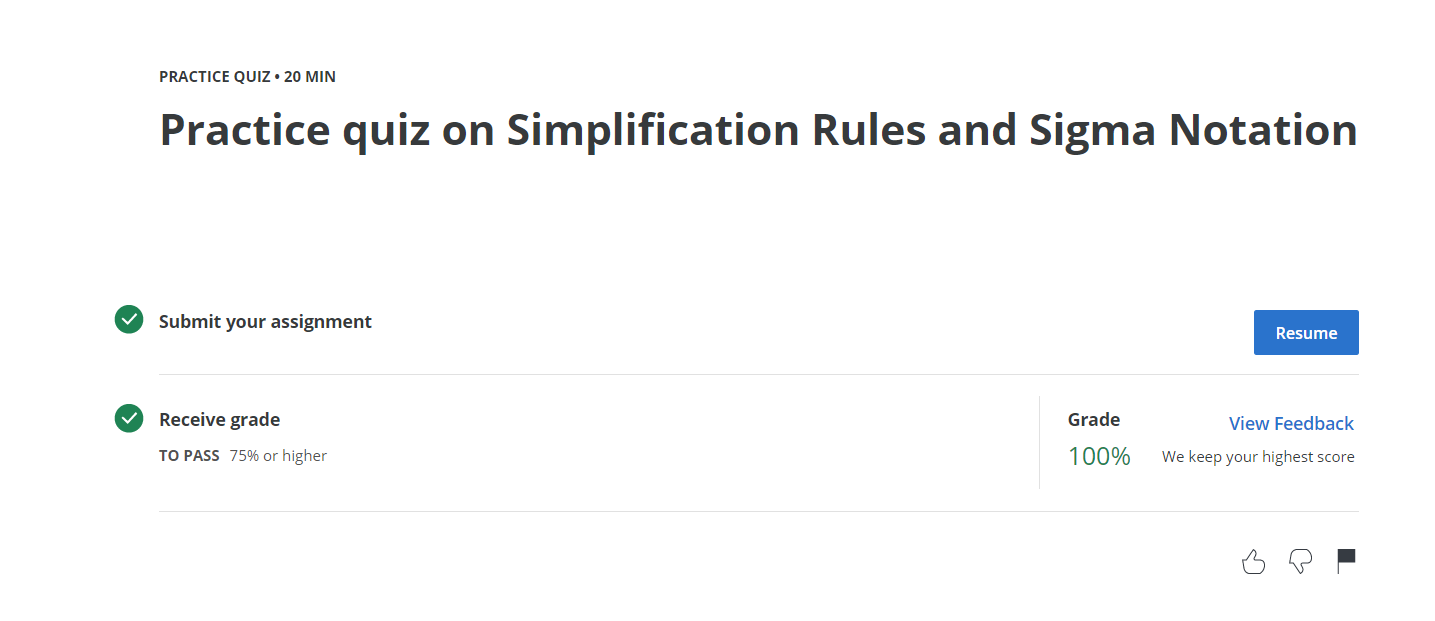 PRACTICE QUIZ • 20 MIN
Practice quiz on Simplification Rules and Sigma Notation
Submit your assignment
Resume
Receive grade
TO PASS 75% or higher
Grade
100%
View Feedback
We keep your highest score